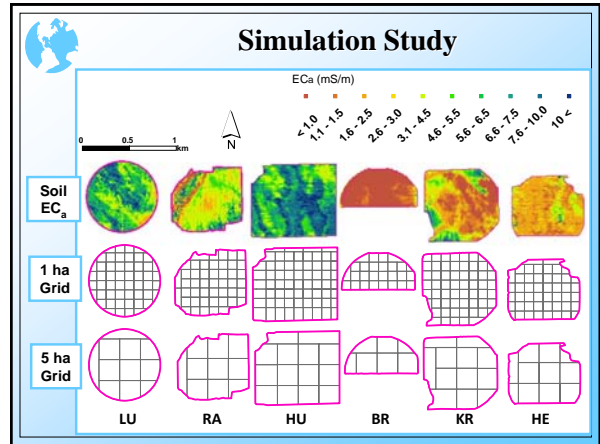 Simulation Study
ECa (mS/m)
< 1.0
1.1 - 1.5
1.6 - 2.5
2.6 - 3.0
3.1 - 4.5
4.6 - 5.5
5.6 - 6.5
6.6 - 7.5
7.6 - 10.0
10 <
0 0.5 1
km
N
Soil
ECa
1 ha
Grid
5 ha
Grid
LU RA HU BR KR HE